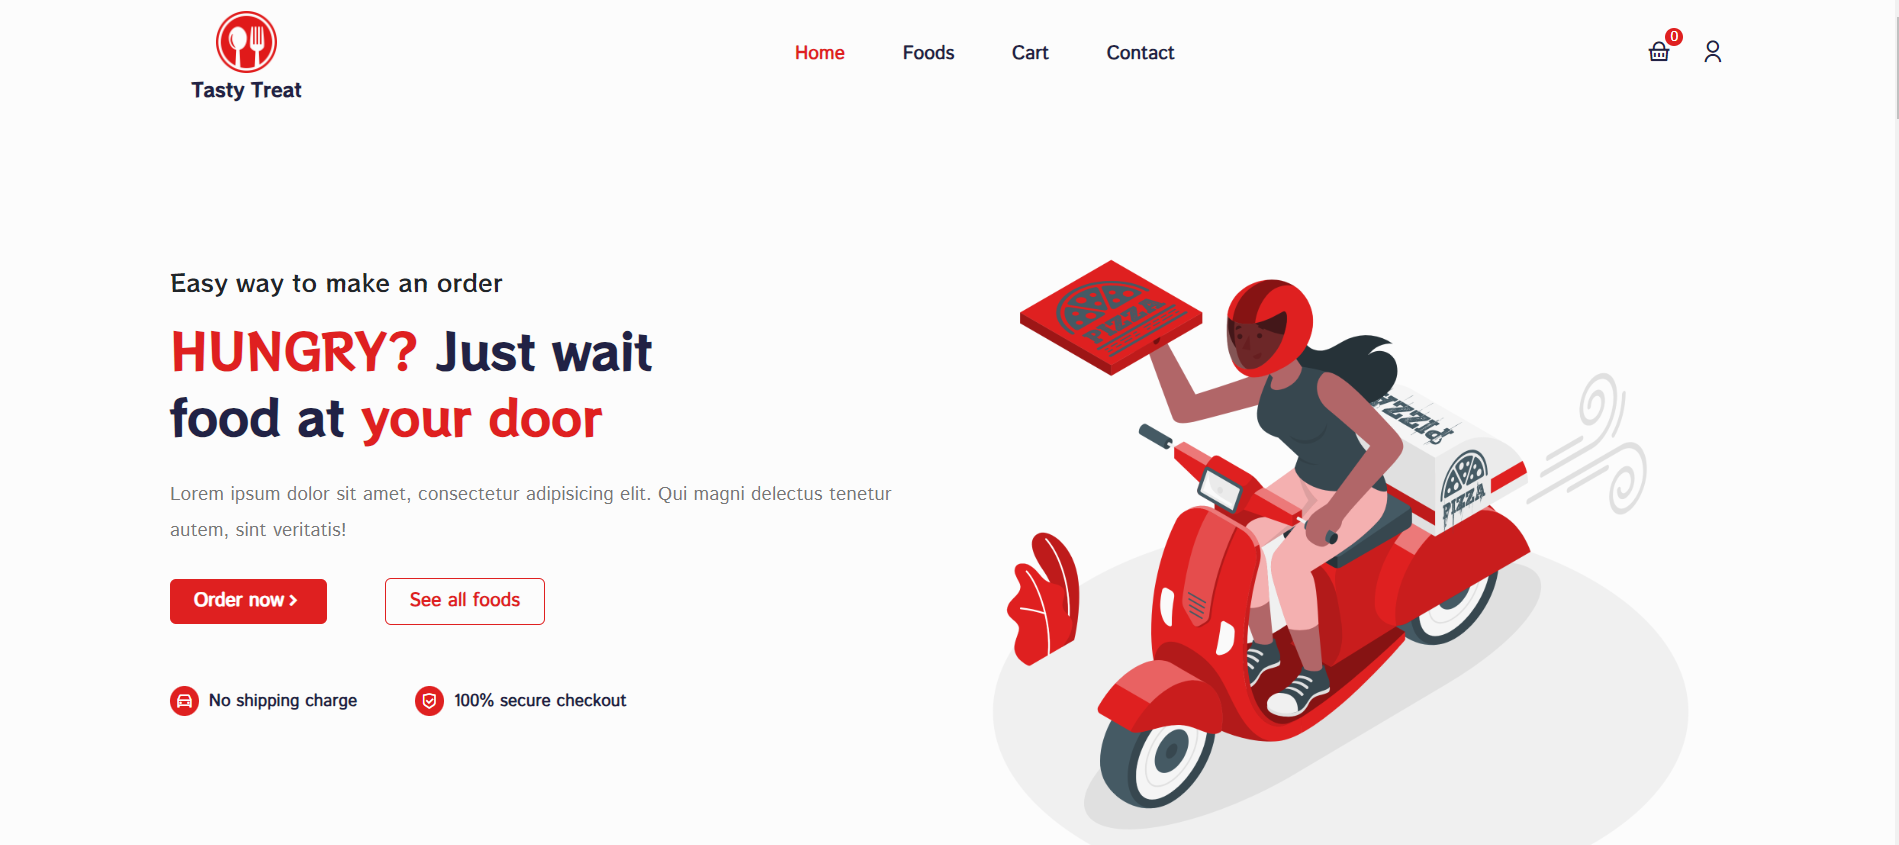 Tasty Treat
Home Foods Cart Contact
0
Easy way to make an order
HUNGRY? Just wait
food at your door
Lorem ipsum dolor sit amet, consectetur adipisicing elit. Qui magni delectus tenetur
autem, sint veritatis!
Order now
See all foods
No shipping charge
100% secure checkout
PIZZA
PIZZA
PIZZA